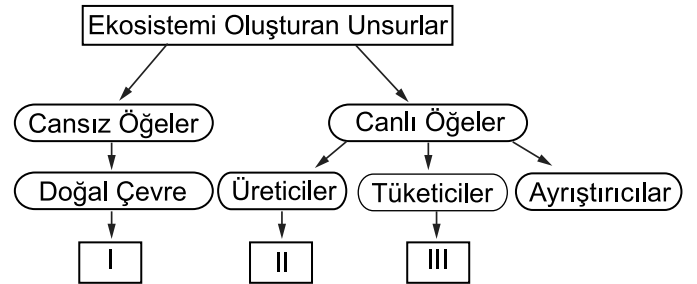 Ekosistemi Oluşturan Unsurlar
Cansız Öğeler
Canlı Öğeler
Doğal Çevre
Üreticiler
Tüketiciler
Ayrıştırıcılar
I
II
III